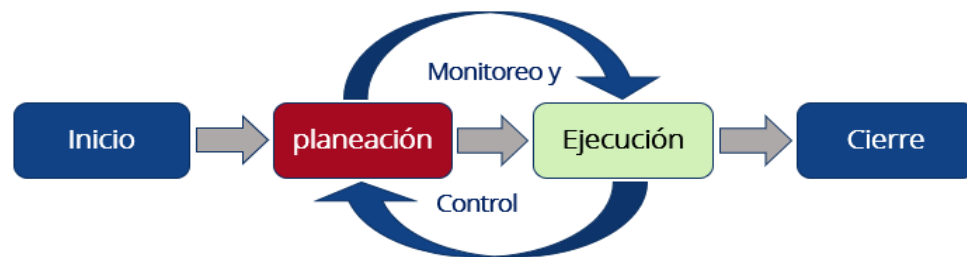 Monitoreo y
Inicio
planeación
Ejecución
Cierre
Control